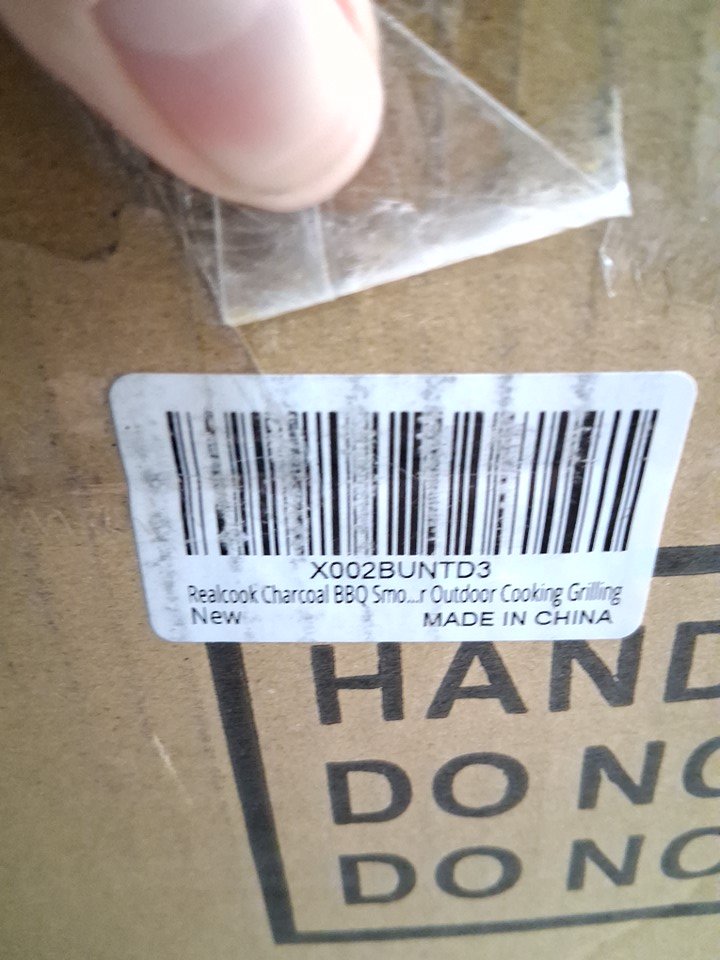 X002BUNTD3
Realcook Charcoal BBQ Smo...r Outdoor Cooking Grilling
New MADE IN CHINA
HAND
DO NO
DO NO